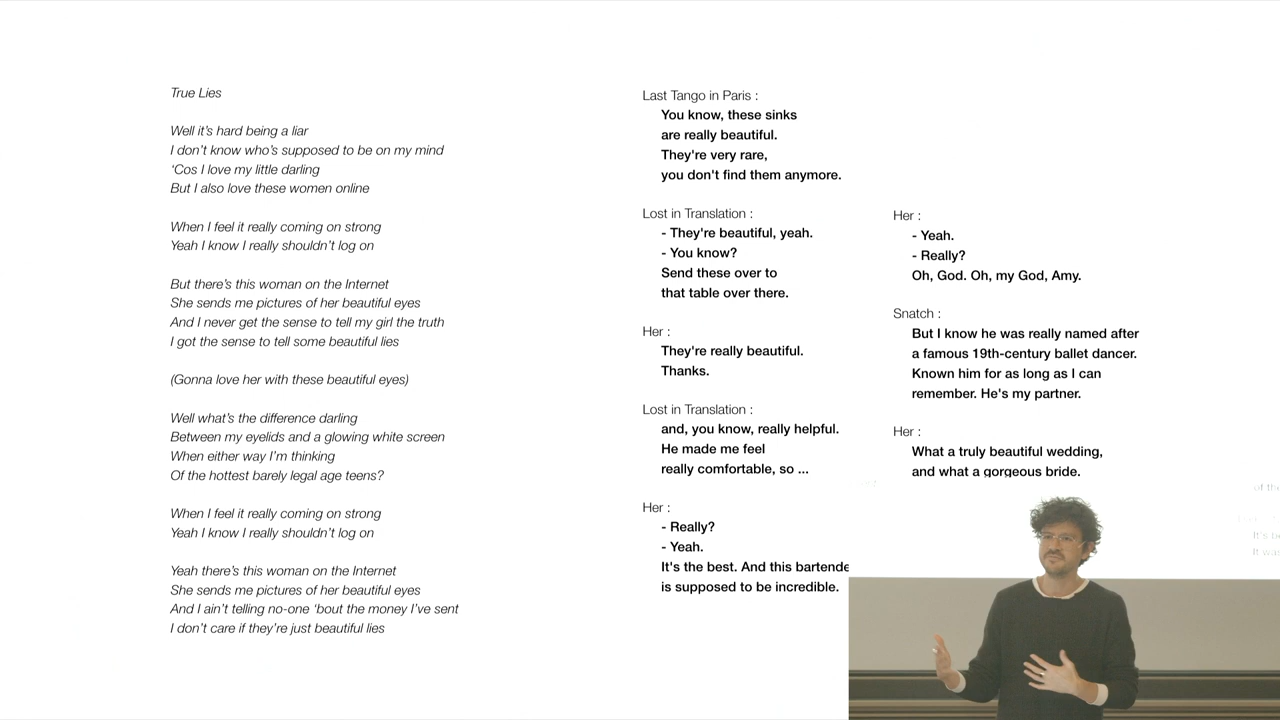 True Lies
Well it's hard being a liar
I don't know who's supposed to be on my mind
‘Cos I love my little darling
But I also love these women online
When I feel it really coming on strong
Yeah I know I really shouldn't log on
But there's this woman on the Internet
She sends me pictures of her beautiful eyes
And I never get the sense to tell my girl the truth
I got the sense to tell some beautiful lies
(Gonna love her with these beautiful eyes)
Well what's the difference darling
Between my eyelids and a glowing white screen
When either way I'm thinking
Of the hottest barely legal age teens?
When I feel it really coming on strong
Yeah I know I really shouldn't log on
Yeah there's this woman on the Internet
She sends me pictures of her beautiful eyes
And I ain't telling no-one ‘bout the money I've sent
I don't care if they're just beautiful lies
Last Tango in Paris :
You know, these sinks
are really beautiful.
They're very rare,
you don't find them anymore.
Lost in Translation :
- They're beautiful, yeah.
- You know?
Send these over to
that table over there.
Her :
They're really beautiful.
Thanks.
Lost in Translation :
and, you know, really helpful.
He made me feel
really comfortable, so ...
Her :
- Really?
- Yeah.
It's the best. And this bartende
is supposed to be incredible.
Her :
- Yeah.
- Really?
Oh, God. Oh, my God, Amy.
Snatch :
But I know he was really named after
a famous 19th-century ballet dancer.
Known him for as long as I can
remember. He's my partner.
Her :
What a truly beautiful wedding,
and what a gorgeous bride.
of the
It's be
It was